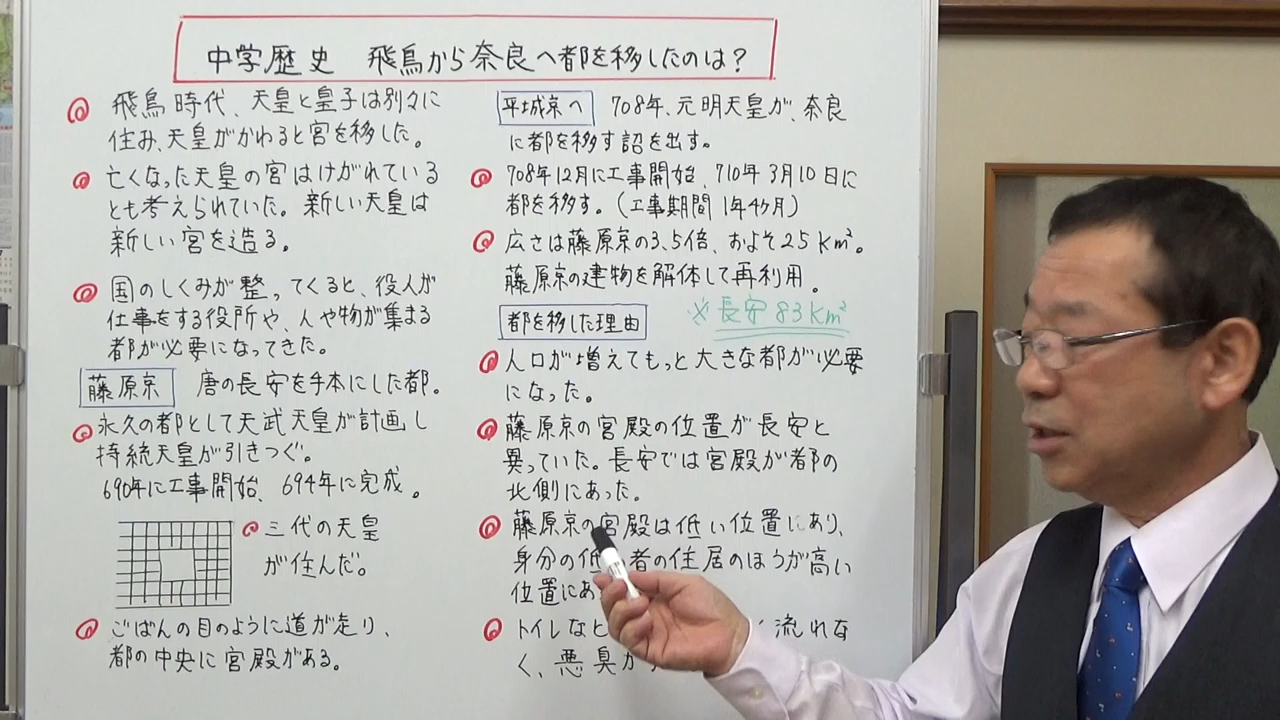 中学歴史 飛鳥から奈良へ都を移したのは?
飛鳥時代、天皇と皇子は別々に
住み、天皇がかわると宮を移した。
亡くなった天皇の宮はけがれている
とも考えられていた。新しい天皇は
新しい宮を造る。
国のしくみが整ってくると、役人が
仕事をする役所や、人や物が集まる
都が必要になってきた。
藤原京 唐の長安を手本にした都。
永久の都として天武天皇が計画し
持統天皇が引きつぐ。
690年に工事開始、694年に完成。
三代の天皇
が住んだ。
ごばんの目のように道が走り、
都の中央に宮殿がある。
平城京へ 708年、元明天皇が、奈良
に都を移す詔を出す。
708年12月に工事開始、710年3月10日に
都を移す。(工事期間1年4ケ月)
広さは藤原京の3.5倍、およそ25km²。
藤原京の建物を解体して再利用。
※長安83km²
都を移した理由
人口が増えてもっと大きな都が必要
になった。
藤原京の宮殿の位置が長安と
異っていた。長安では宮殿が都の
北側にあった。
藤原京の宮殿は低い位置にあり、
身分の低 者の住居のほうが高い
位置にあ
トイレな く流れな
く、悪臭が